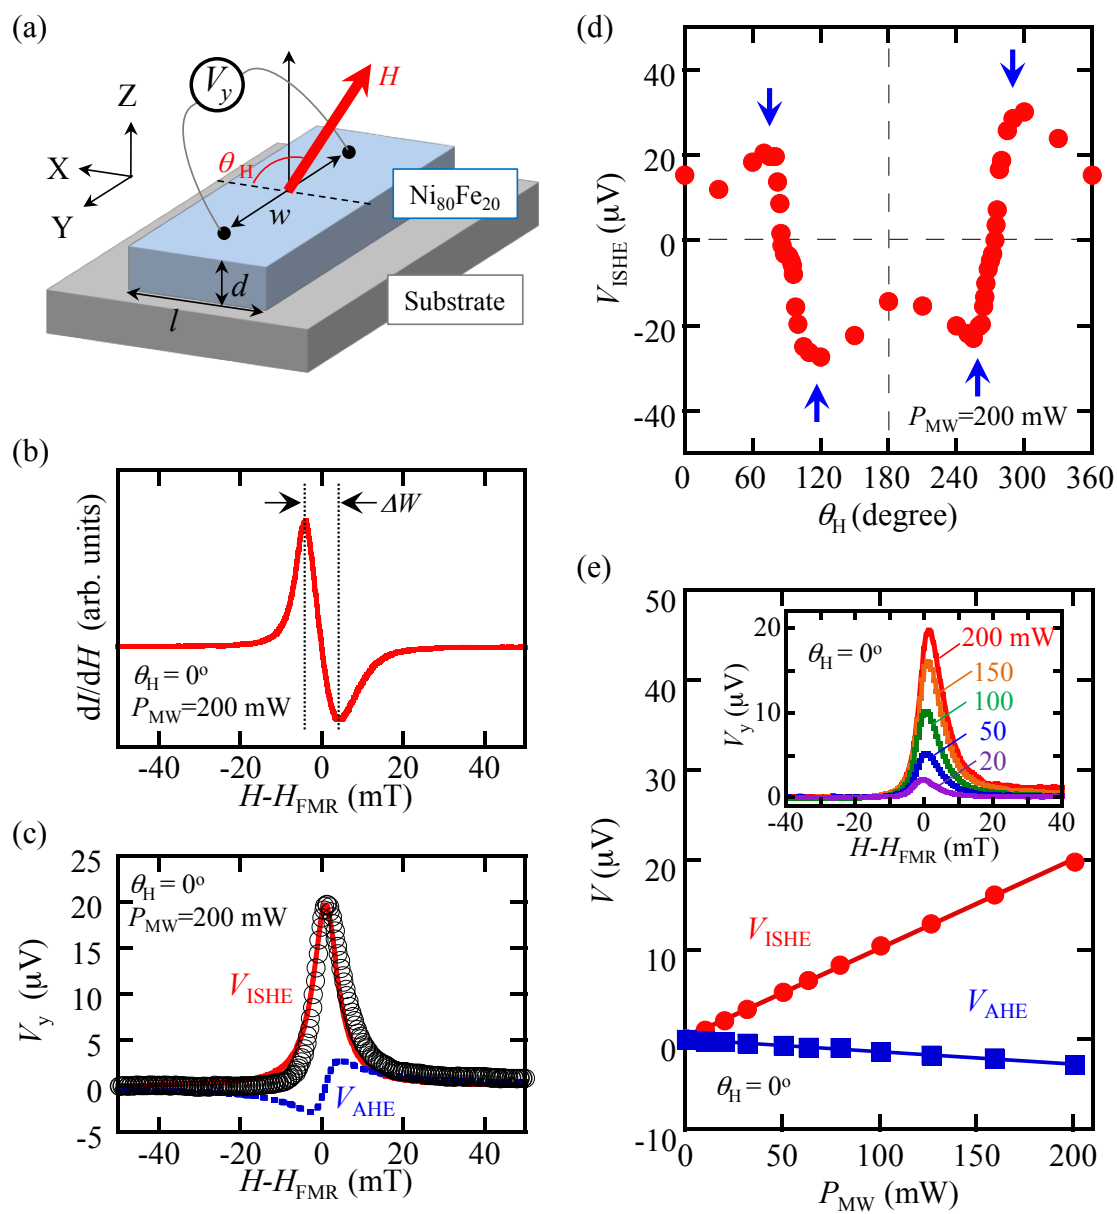 (a)
Z
X
Y
V_y
H
θ_H
w
d
l
Ni₈₀Fe₂₀
Substrate
(b)
dI/dH (arb. units)
ΔW
θ_H = 0º
P_MW=200 mW
-40 -20 0 20 40
H-H_FMR (mT)
(c)
V_y (μV)
20
15
10
5
0
-5
θ_H = 0º
P_MW=200 mW
V_ISHE
V_AHE
-40 -20 0 20 40
H-H_FMR (mT)
(d)
V_ISHE (μV)
40
20
0
-20
-40
P_MW=200 mW
0 60 120 180 240 300 360
θ_H (degree)
(e)
V (μV)
50
40
30
20
10
0
-10
V_y (μV)
20
10
0
θ_H = 0º
200 mW
150
100
50
20
-40 -20 0 20 40
H-H_FMR (mT)
V_ISHE
V_AHE
θ_H = 0º
0 50 100 150 200
P_MW (mW)